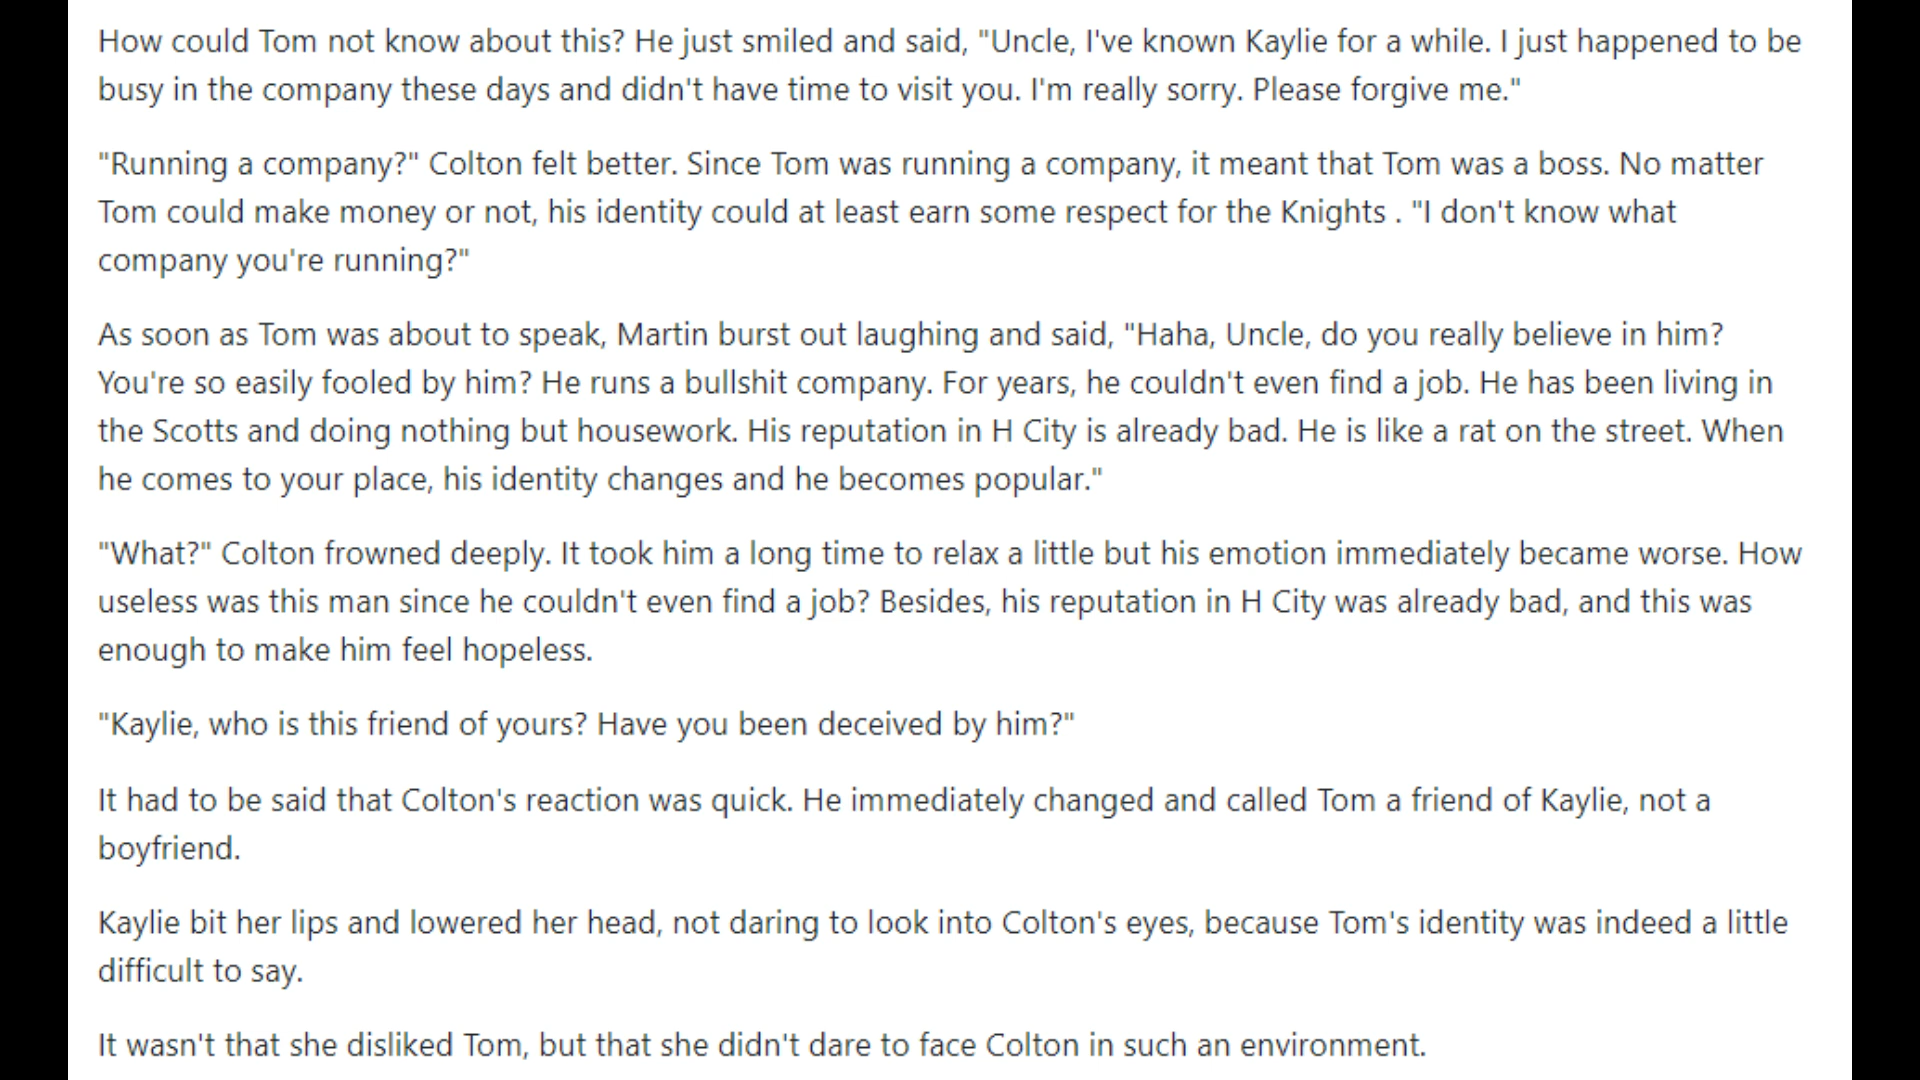 How could Tom not know about this? He just smiled and said, "Uncle, I've known Kaylie for a while. I just happened to be
busy in the company these days and didn't have time to visit you. I'm really sorry. Please forgive me."
"Running a company?" Colton felt better. Since Tom was running a company, it meant that Tom was a boss. No matter
Tom could make money or not, his identity could at least earn some respect for the Knights . "I don't know what
company you're running?"
As soon as Tom was about to speak, Martin burst out laughing and said, "Haha, Uncle, do you really believe in him?
You're so easily fooled by him? He runs a bullshit company. For years, he couldn't even find a job. He has been living in
the Scotts and doing nothing but housework. His reputation in H City is already bad. He is like a rat on the street. When
he comes to your place, his identity changes and he becomes popular."
"What?" Colton frowned deeply. It took him a long time to relax a little but his emotion immediately became worse. How
useless was this man since he couldn't even find a job? Besides, his reputation in H City was already bad, and this was
enough to make him feel hopeless.
"Kaylie, who is this friend of yours? Have you been deceived by him?"
It had to be said that Colton's reaction was quick. He immediately changed and called Tom a friend of Kaylie, not a
boyfriend.
Kaylie bit her lips and lowered her head, not daring to look into Colton's eyes, because Tom's identity was indeed a little
difficult to say.
It wasn't that she disliked Tom, but that she didn't dare to face Colton in such an environment.